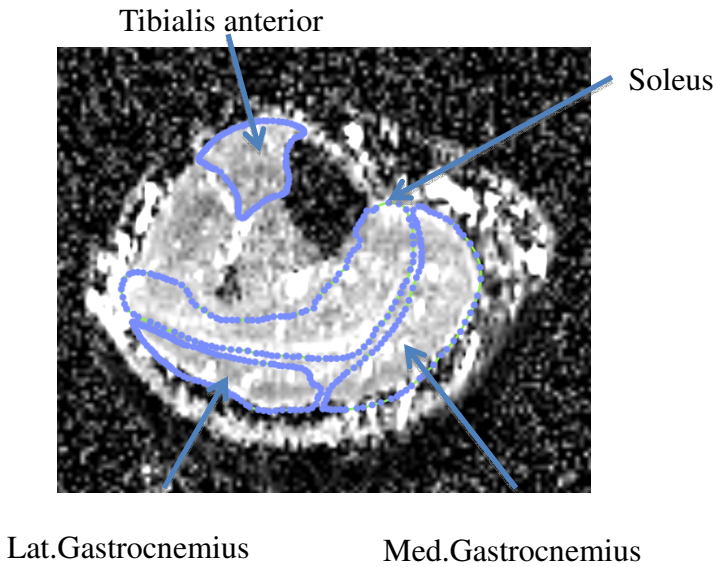 Tibialis anterior
Soleus
Lat.Gastrocnemius
Med.Gastrocnemius